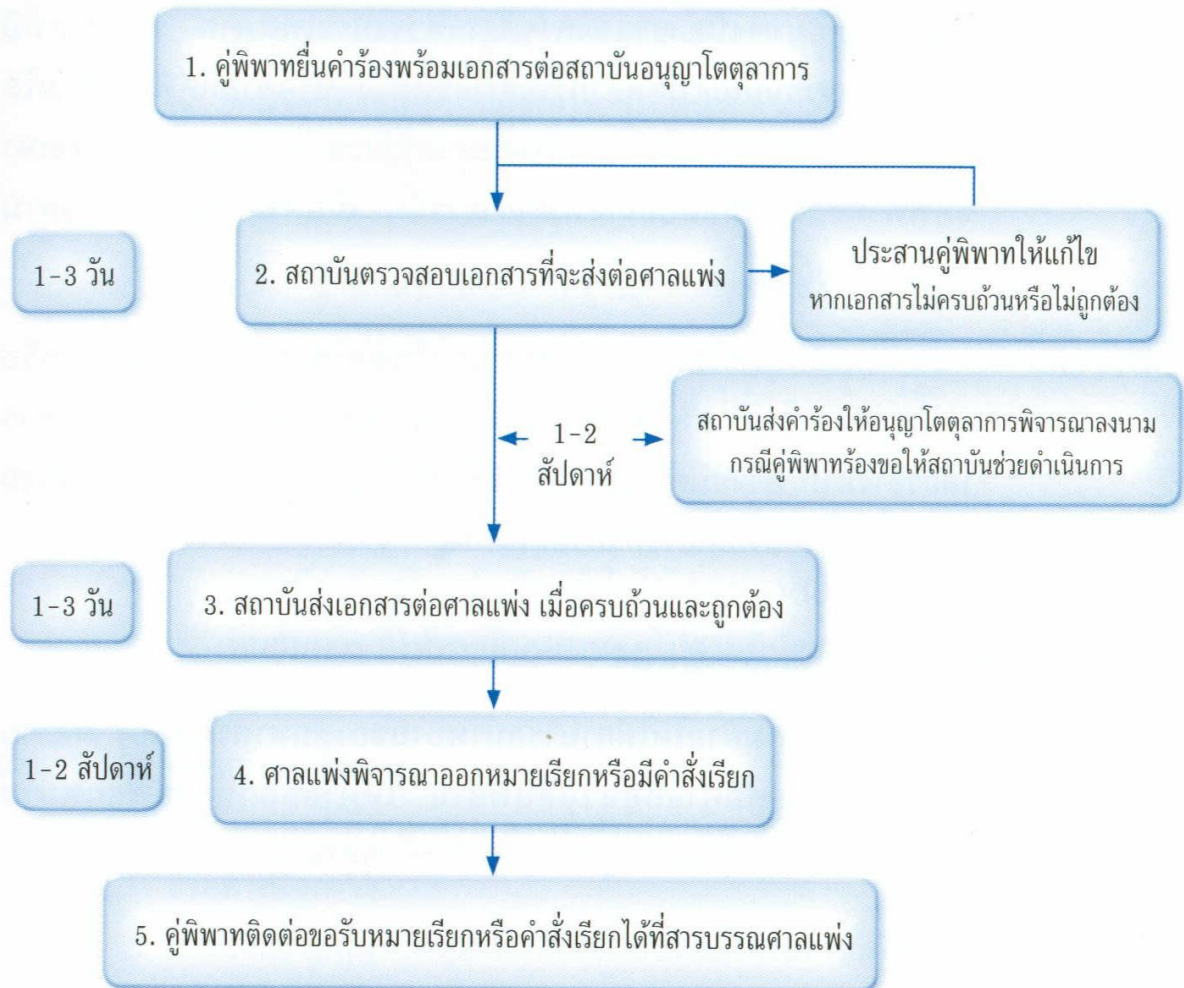 1. คู่พิพาทยื่นคำร้องพร้อมเอกสารต่อสถาบันอนุญาโตตุลาการ
1-3 วัน
2. สถาบันตรวจสอบเอกสารที่จะส่งต่อศาลแพ่ง
ประสานคู่พิพาทให้แก้ไข
หากเอกสารไม่ครบถ้วนหรือไม่ถูกต้อง
1-2
สัปดาห์
สถาบันส่งคำร้องให้อนุญาโตตุลาการพิจารณาลงนาม
กรณีคู่พิพาทร้องขอให้สถาบันช่วยดำเนินการ
1-3 วัน
3. สถาบันส่งเอกสารต่อศาลแพ่ง เมื่อครบถ้วนและถูกต้อง
1-2 สัปดาห์
4. ศาลแพ่งพิจารณาออกหมายเรียกหรือมีคำสั่งเรียก
5. คู่พิพาทติดต่อขอรับหมายเรียกหรือคำสั่งเรียกได้ที่สารบรรณศาลแพ่ง